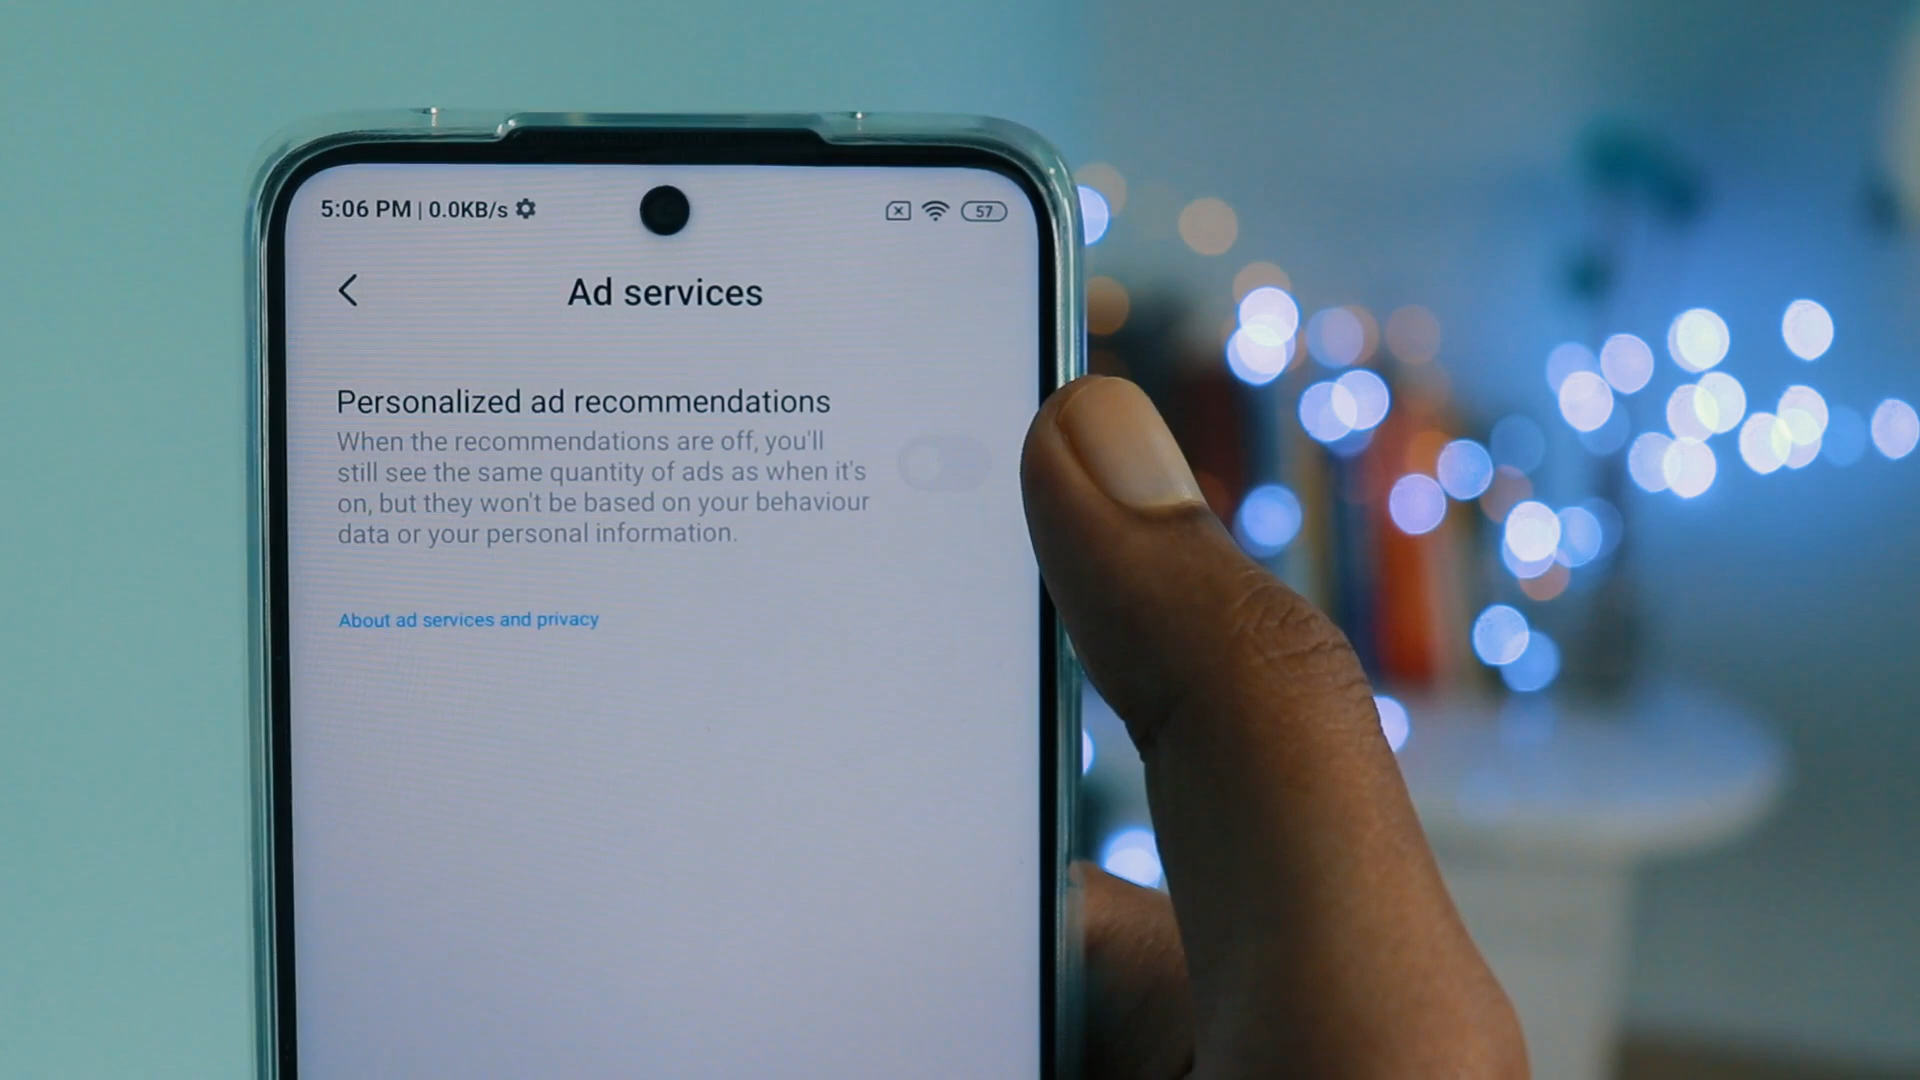 5:06 PM | 0.0KB/s 57
Ad services
Personalized ad recommendations
When the recommendations are off, you'll
still see the same quantity of ads as when it's
on, but they won't be based on your behaviour
data or your personal information.
About ad services and privacy